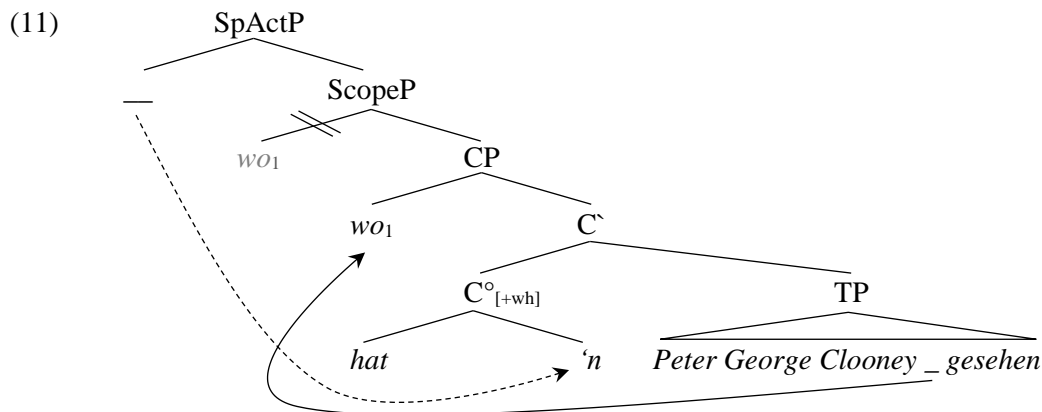 (11) SpActP
— ScopeP
wo1 CP
wo1 C`
C°[+wh] TP
hat ‘n Peter George Clooney _ gesehen